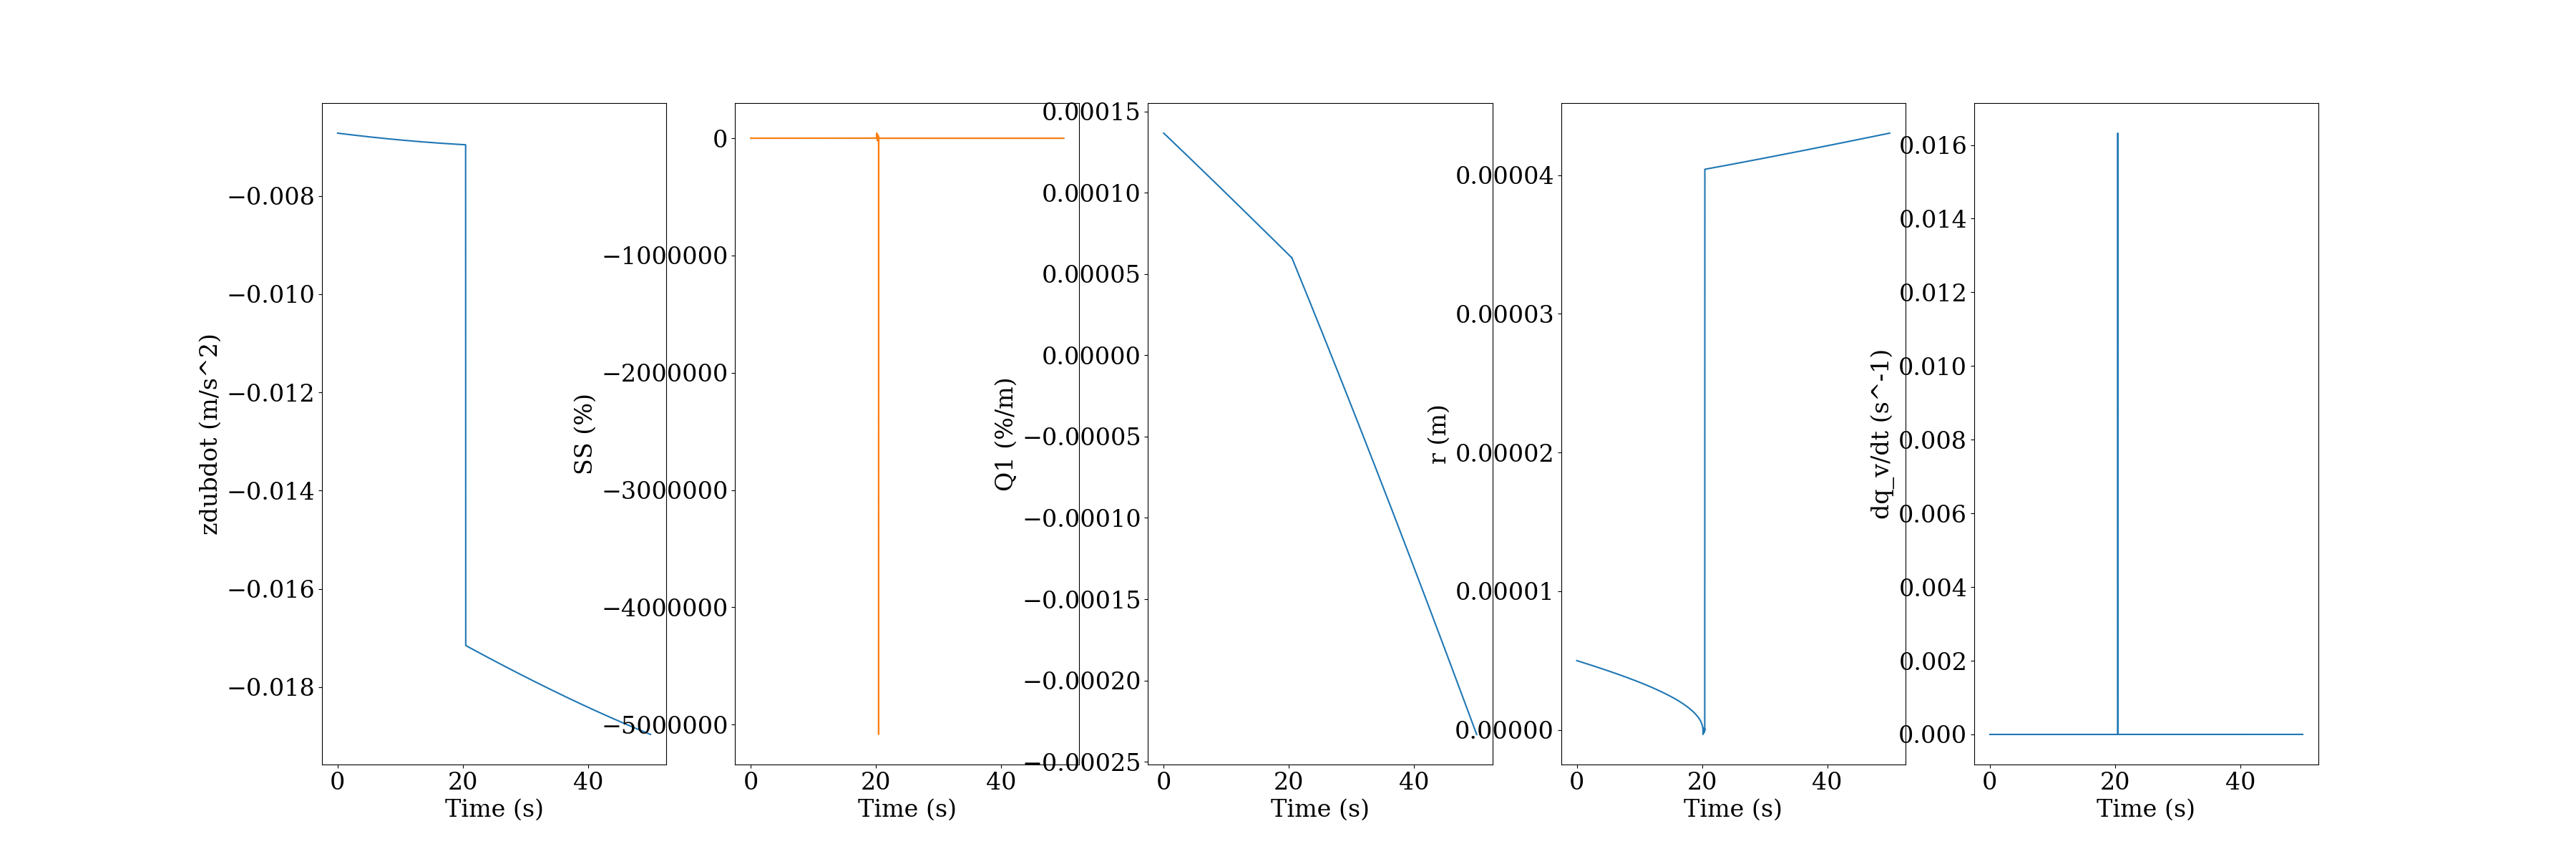 zdubdot (m/s^2)
−0.008
−0.010
−0.012
−0.014
−0.016
−0.018
0 20 40
Time (s)
SS (%)
0
−1000000
−2000000
−3000000
−4000000
−5000000
0 20 40
Time (s)
Q1 (%/m)
0.00015
0.00010
0.00005
0.00000
−0.00005
−0.00010
−0.00015
−0.00020
−0.00025
0 20 40
Time (s)
r (m)
0.00004
0.00003
0.00002
0.00001
0.00000
0 20 40
Time (s)
dq_v/dt (s^-1)
0.016
0.014
0.012
0.010
0.008
0.006
0.004
0.002
0.000
0 20 40
Time (s)